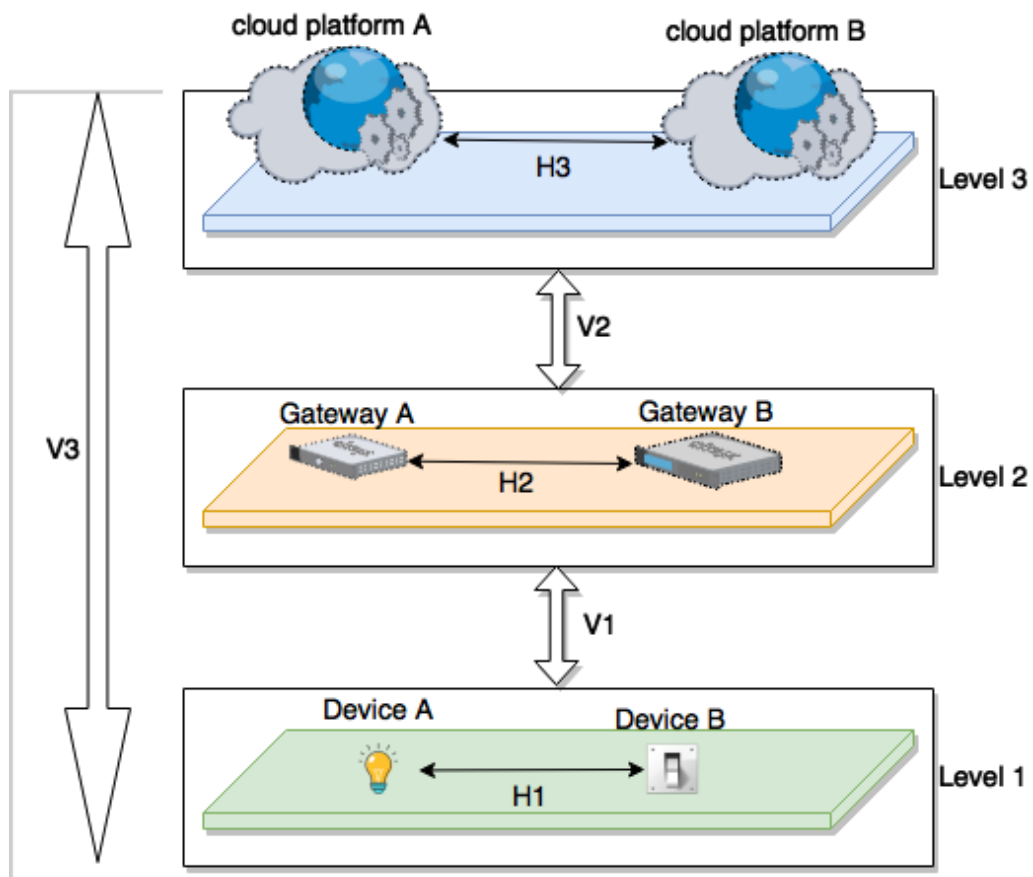 cloud platform A
cloud platform B
H3
Level 3
V2
V3
Gateway A
Gateway B
H2
Level 2
V1
Device A
Device B
H1
Level 1